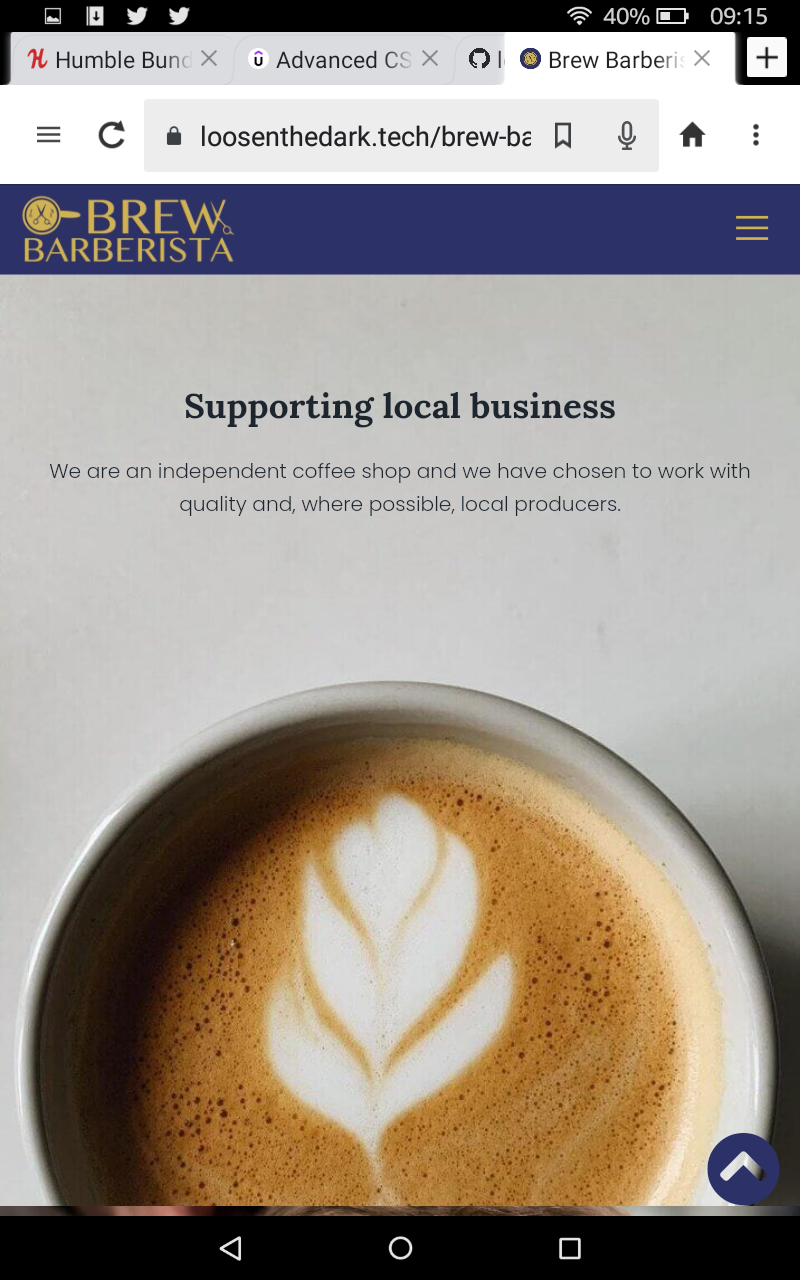 40% 09:15
Humble Bund
Advanced CS
Brew Barberis
loosenthedark.tech/brew-ba
BREW
BARBERISTA
Supporting local business
We are an independent coffee shop and we have chosen to work with
quality and, where possible, local producers.